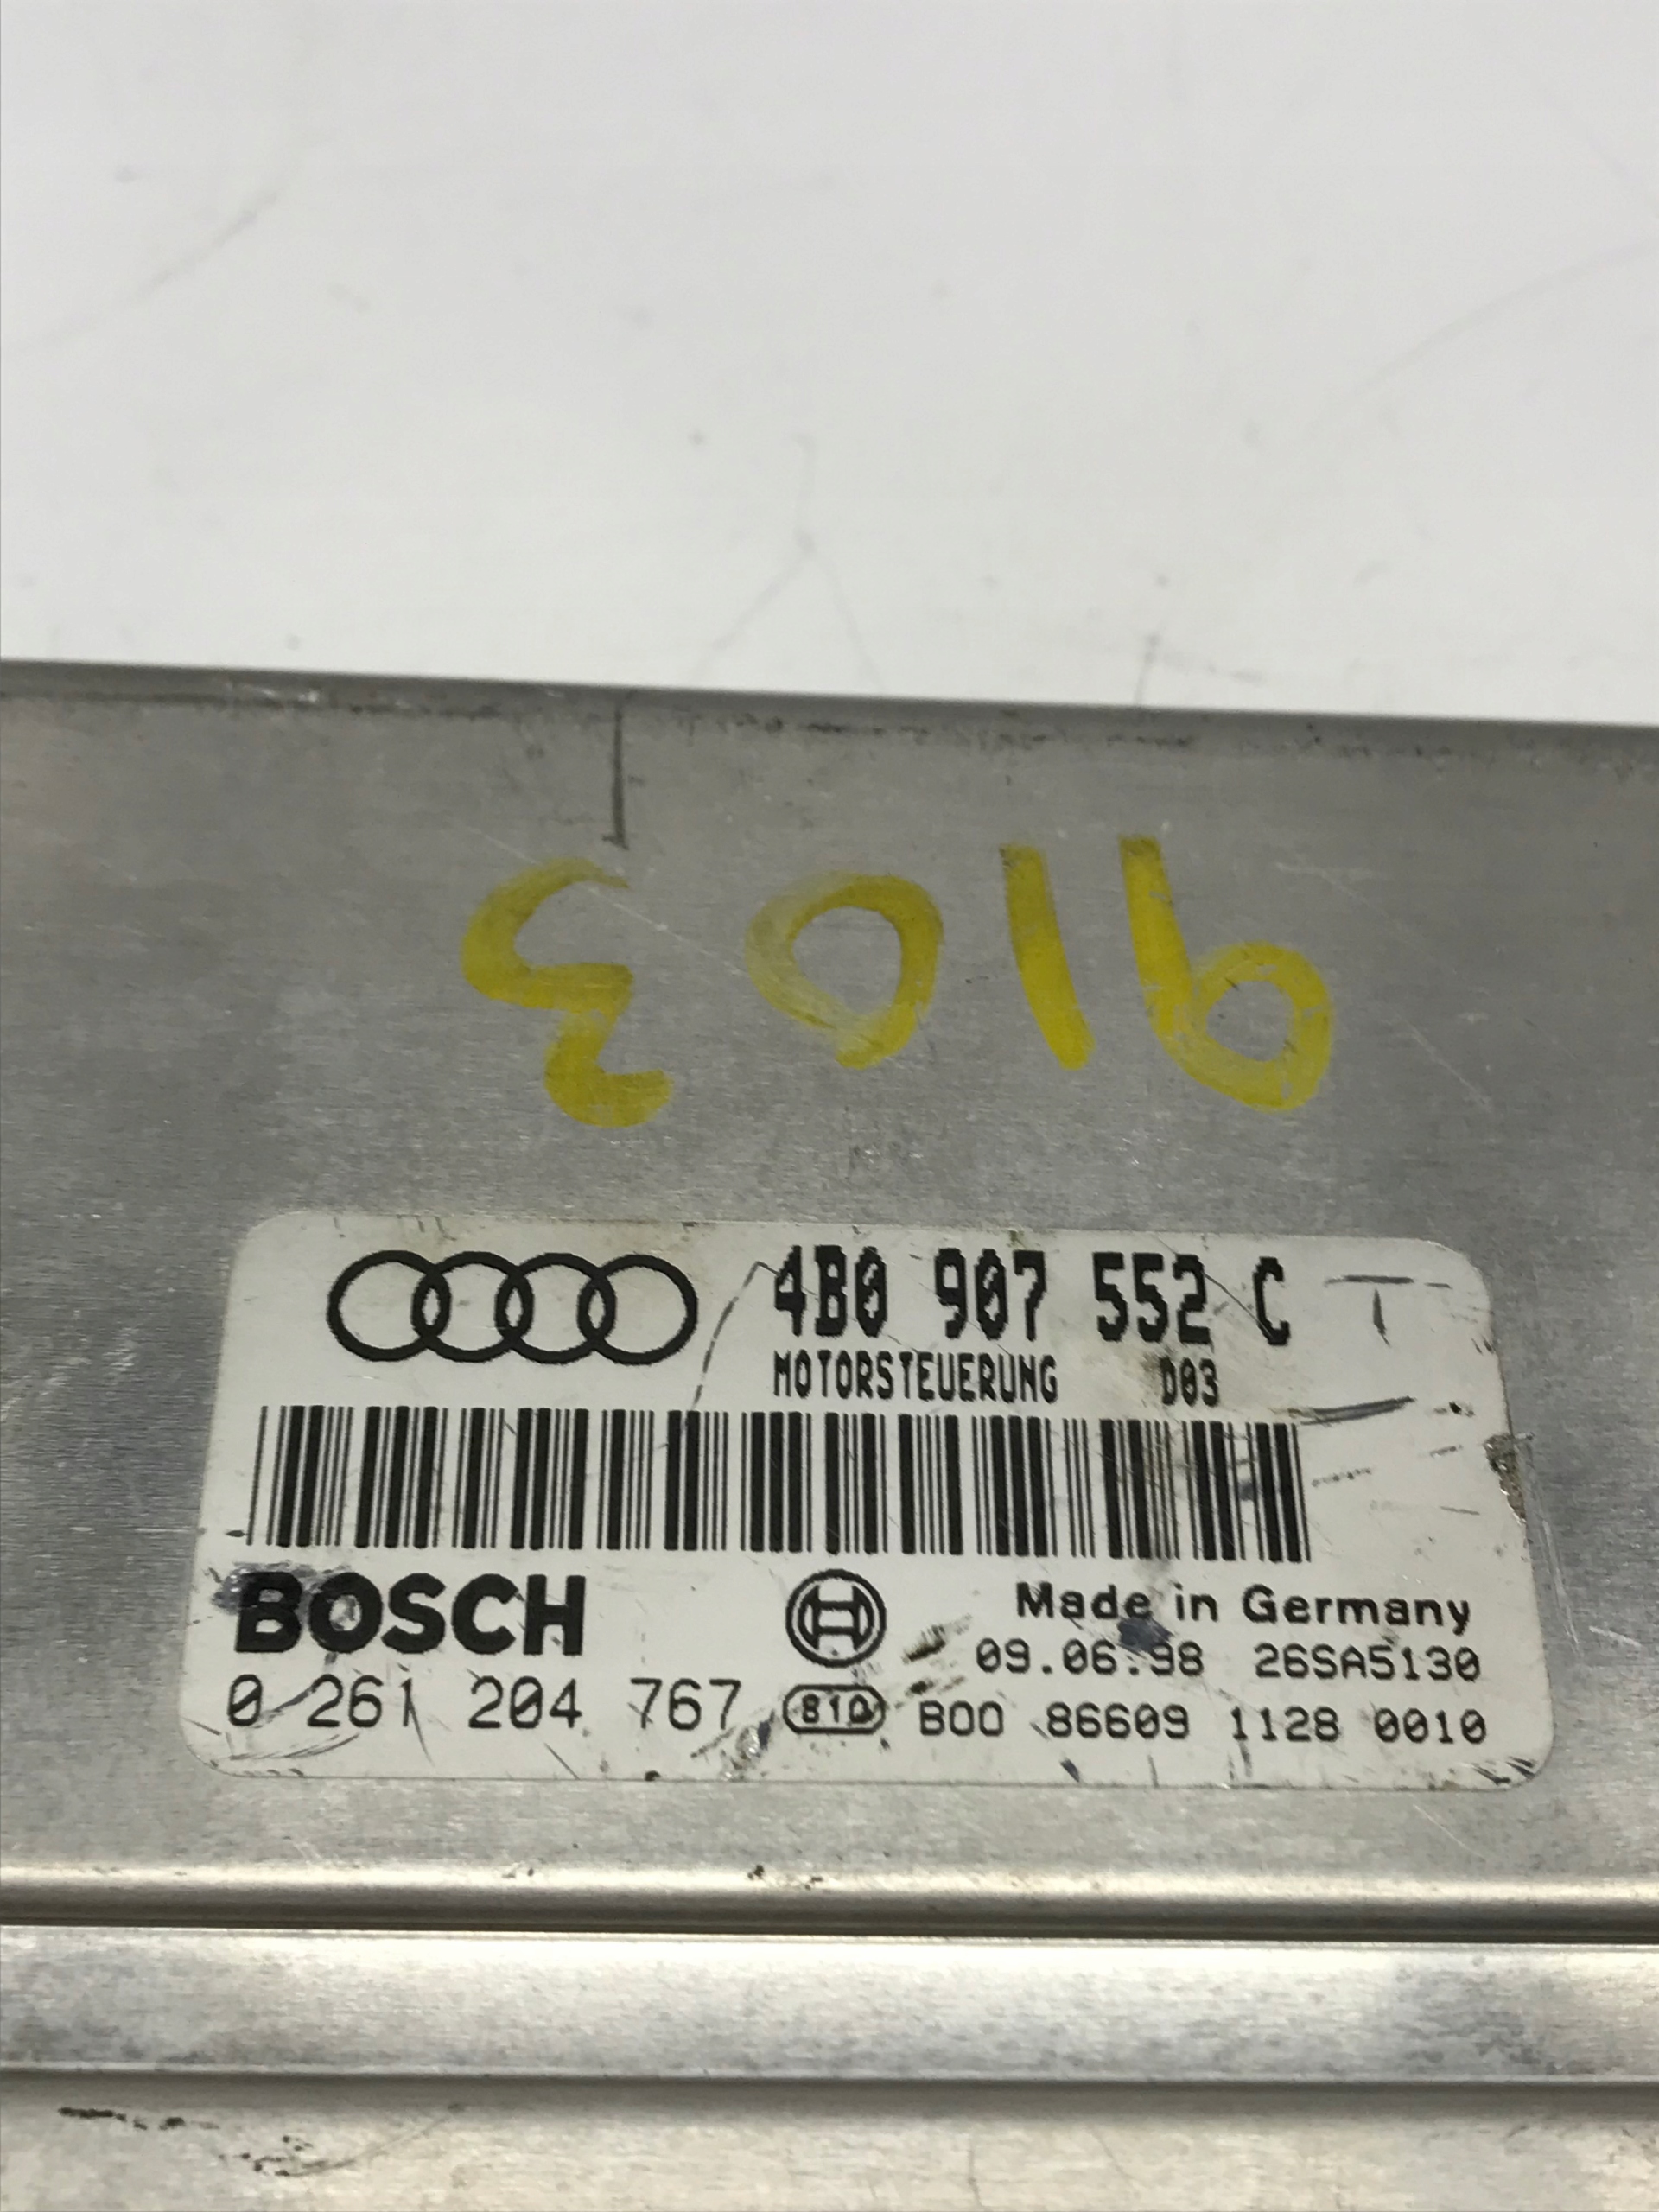 9103
4B0 907 552 C
MOTORSTEUERUNG D03
BOSCH
Made in Germany
09.06.98 26SA5130
0 261 204 767 810 B00 86609 1128 0010